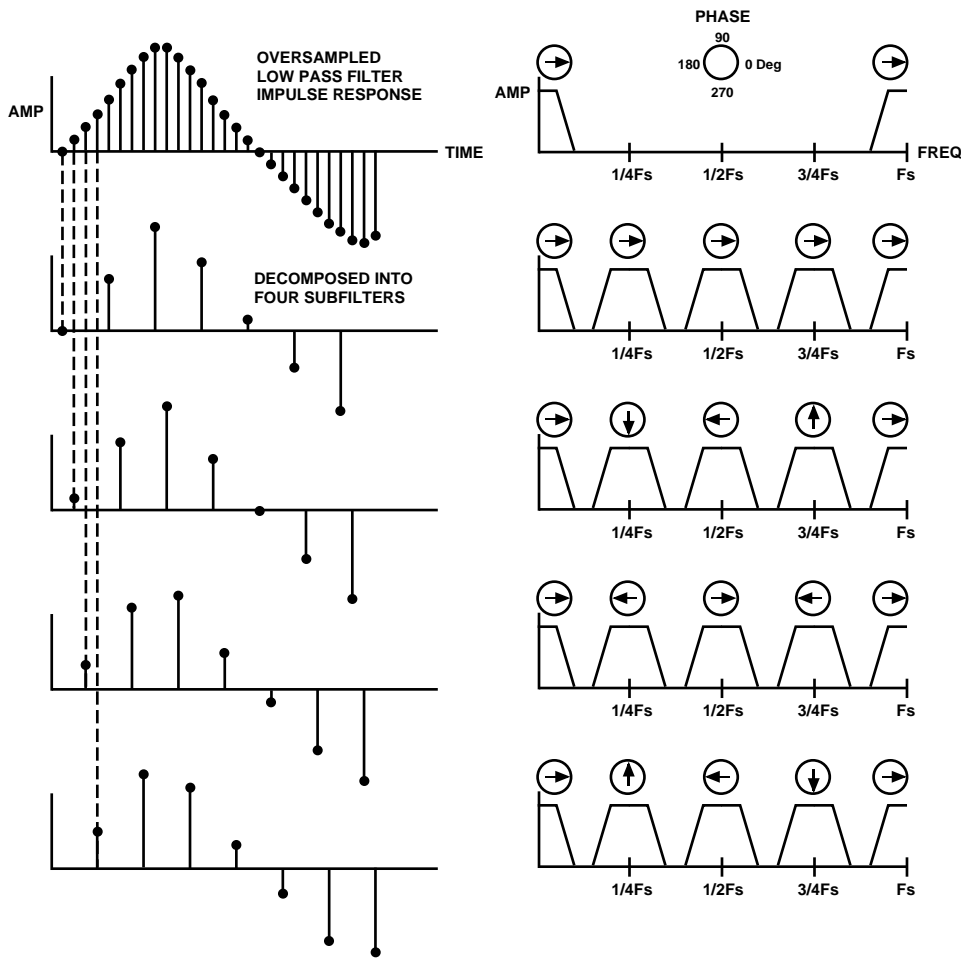 OVERSAMPLED
LOW PASS FILTER
IMPULSE RESPONSE
AMP
TIME
DECOMPOSED INTO
FOUR SUBFILTERS
PHASE
90
180
0 Deg
270
AMP
FREQ
1/4Fs 1/2Fs 3/4Fs Fs
1/4Fs 1/2Fs 3/4Fs Fs
1/4Fs 1/2Fs 3/4Fs Fs
1/4Fs 1/2Fs 3/4Fs Fs
1/4Fs 1/2Fs 3/4Fs Fs